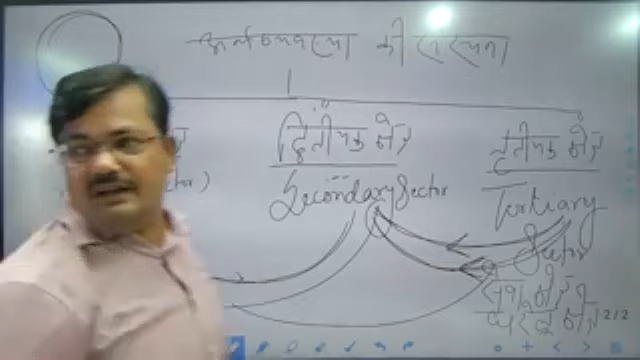 अर्थव्यवस्था की संरचना
द्वितीयक क्षेत्र
तृतीयक क्षेत्र
Secondary Sector
Tertiary
Sector
2/2